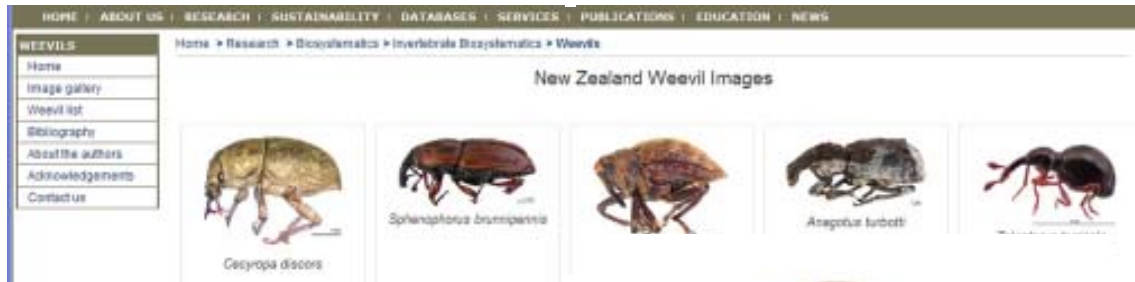 HOME | ABOUT US | RESEARCH | SUSTAINABILITY | DATABASES | SERVICES | PUBLICATIONS | EDUCATION | NEWS
WEEVILS
Home > Research > Biosystematics > Invertebrate Biosystematics > Weevils
Home
Image gallery
Weevil list
Bibliography
About the authors
Acknowledgements
Contact us
New Zealand Weevil Images
Sphenophorus brunnipennis
Anagotus turbotti
Cecyropa discors